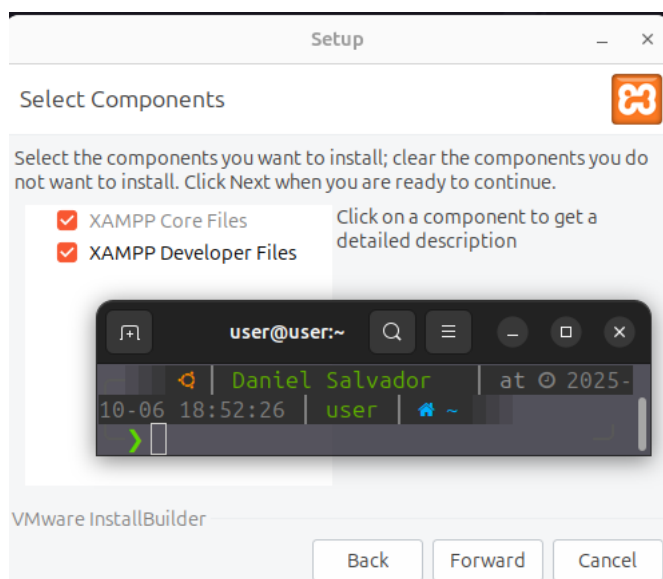 Setup
Select Components
Select the components you want to install; clear the components you do
not want to install. Click Next when you are ready to continue.
XAMPP Core Files
XAMPP Developer Files
Click on a component to get a
detailed description
user@user:~
Daniel Salvador | at 2025-
10-06 18:52:26 | user | ~
❯
VMware InstallBuilder
Back
Forward
Cancel